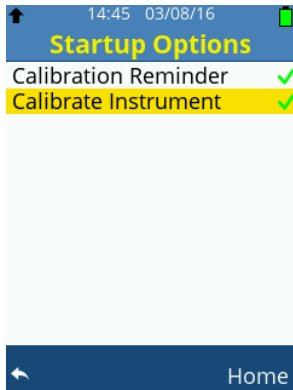 14:45 03/08/16
Startup Options
Calibration Reminder
Calibrate Instrument
Home